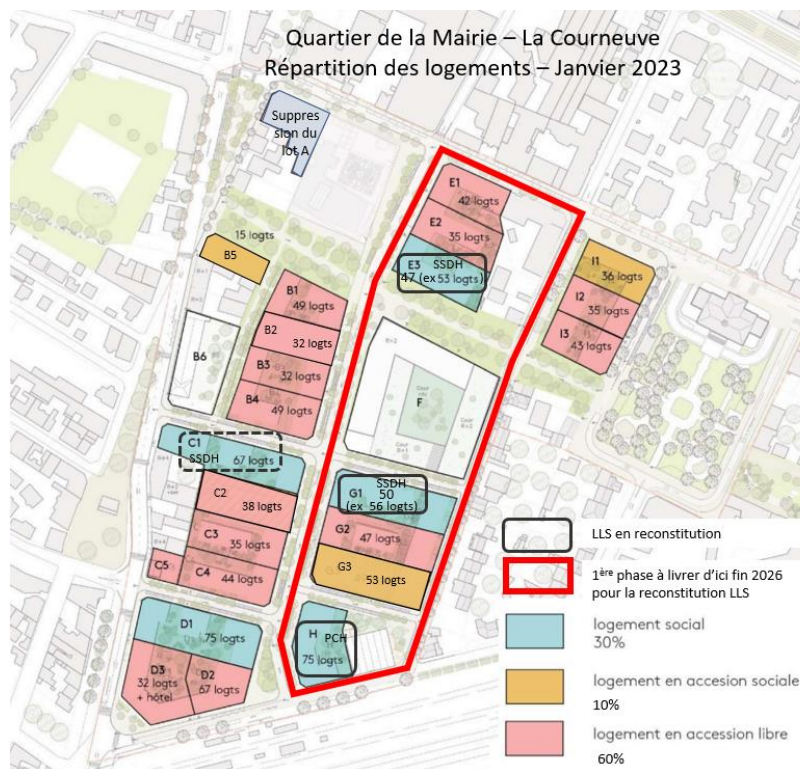 Quartier de la Mairie – La Courneuve
Répartition des logements – Janvier 2023
Suppres
sion du
lot A
E1
42 logts
E2
35 logts
E3 SSDH
47 (ex 53 logts)
15 logts
B5
I1
36 logts
I2
35 logts
I3
43 logts
B1
49 logts
B2
32 logts
B3
32 logts
B4
49 logts
B6
F
C1
SSDH 67 logts
C2
38 logts
C3
35 logts
C5
C4 44 logts
SSDH
G1 50
(ex 56 logts)
G2
47 logts
G3
53 logts
D1
75 logts
D3
32 logts
+ hôtel
D2
67 logts
H PCH
75 logts
LLS en reconstitution
1ère phase à livrer d'ici fin 2026
pour la reconstitution LLS
logement social
30%
logement en accesion sociale
10%
logement en accession libre
60%